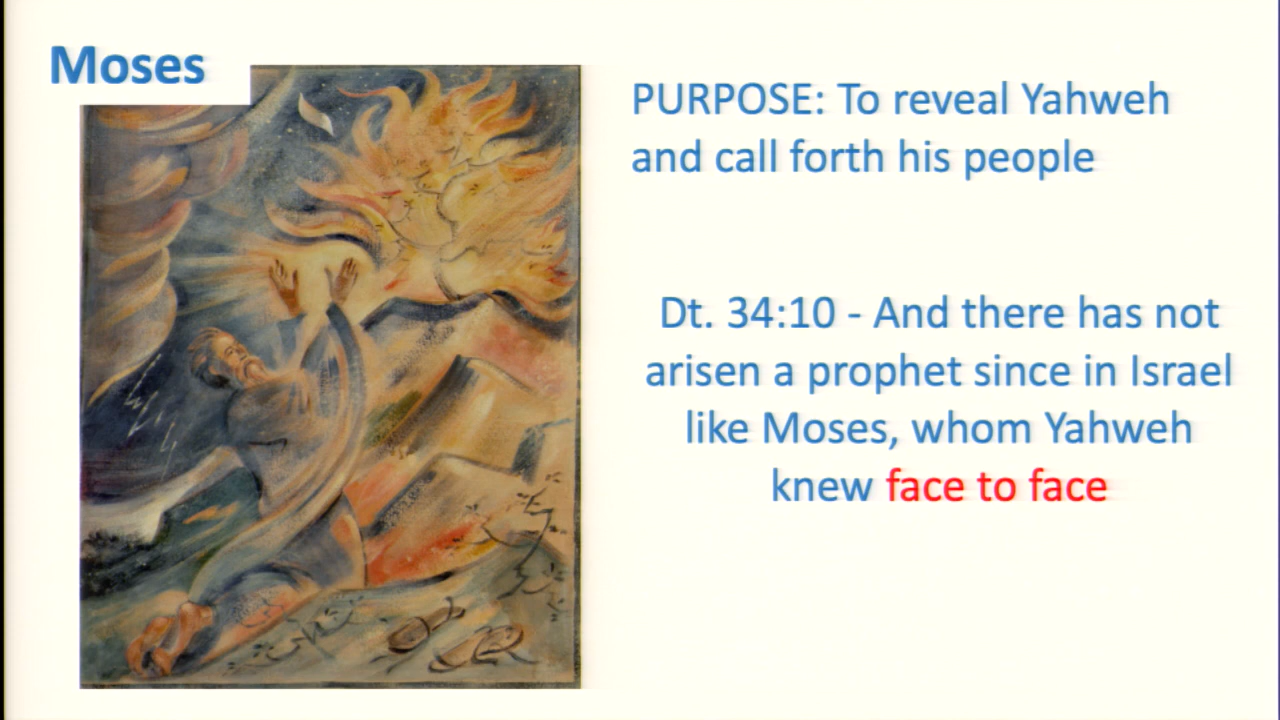 Moses
PURPOSE: To reveal Yahweh
and call forth his people
Dt. 34:10 - And there has not
arisen a prophet since in Israel
like Moses, whom Yahweh
knew face to face